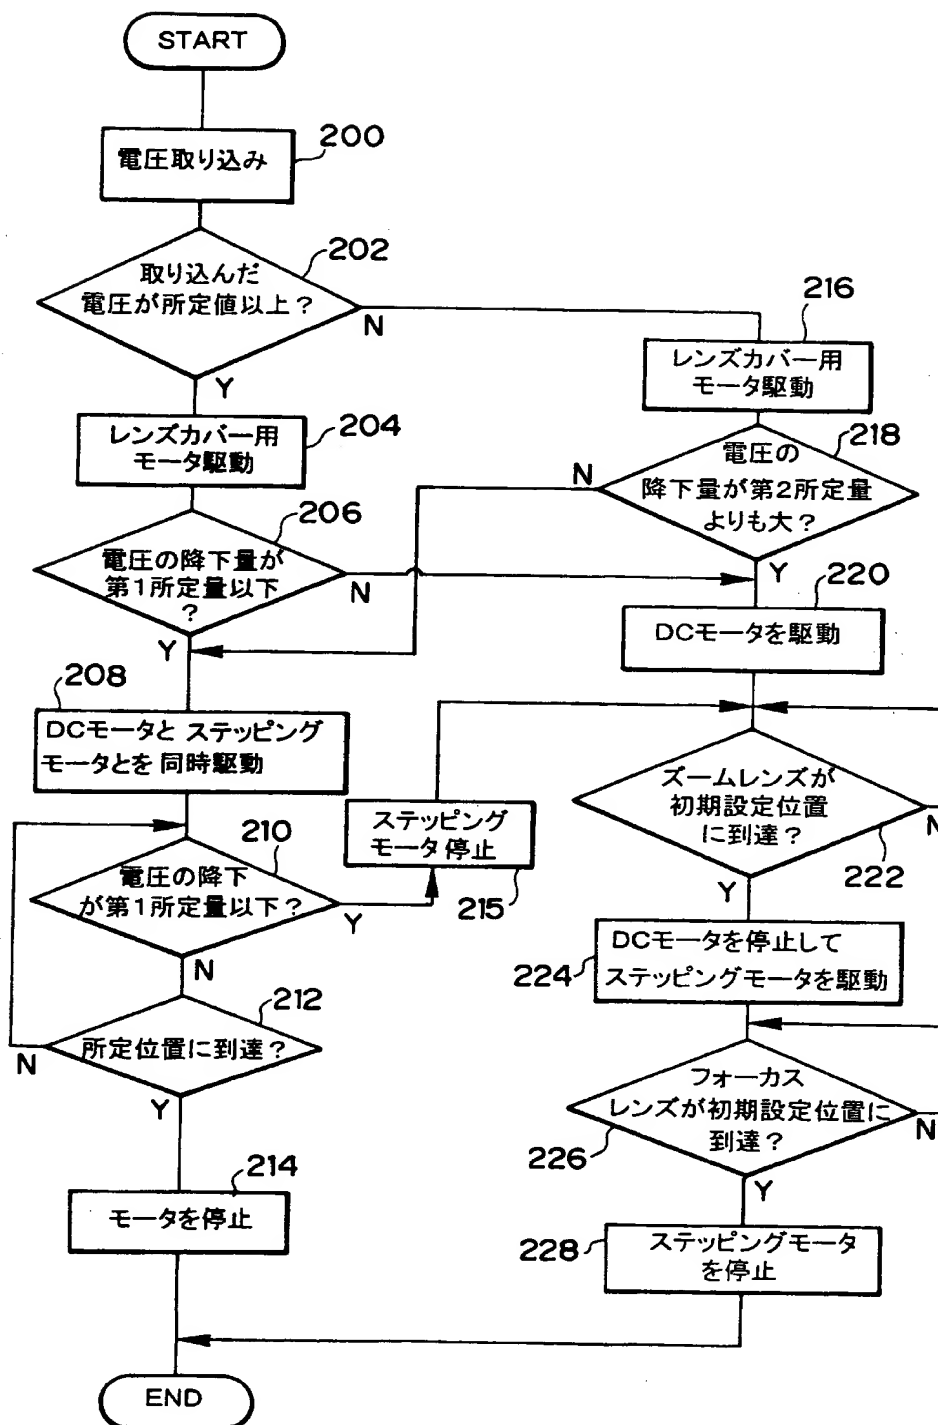 START
電圧取り込み
200
取り込んだ
電圧が所定値以上?
202
N
Y
レンズカバー用
モータ駆動
204
電圧の降下量が
第1所定量以下
?
206
N
Y
208
DCモータと ステッピング
モータとを 同時駆動
電圧の降下
が第1所定量以下?
210
Y
N
ステッピング
モータ停止
215
所定位置に到達?
212
N
Y
モータを停止
214
END
216
レンズカバー用
モータ駆動
218
電圧の
降下量が第2所定量
よりも大?
N
Y
220
DCモータを駆動
ズームレンズが
初期設定位置
に到達?
N
222
Y
224
DCモータを停止して
ステッピングモータを駆動
フォーカス
レンズが初期設定位置に
到達?
N
226
Y
228
ステッピングモータ
を停止